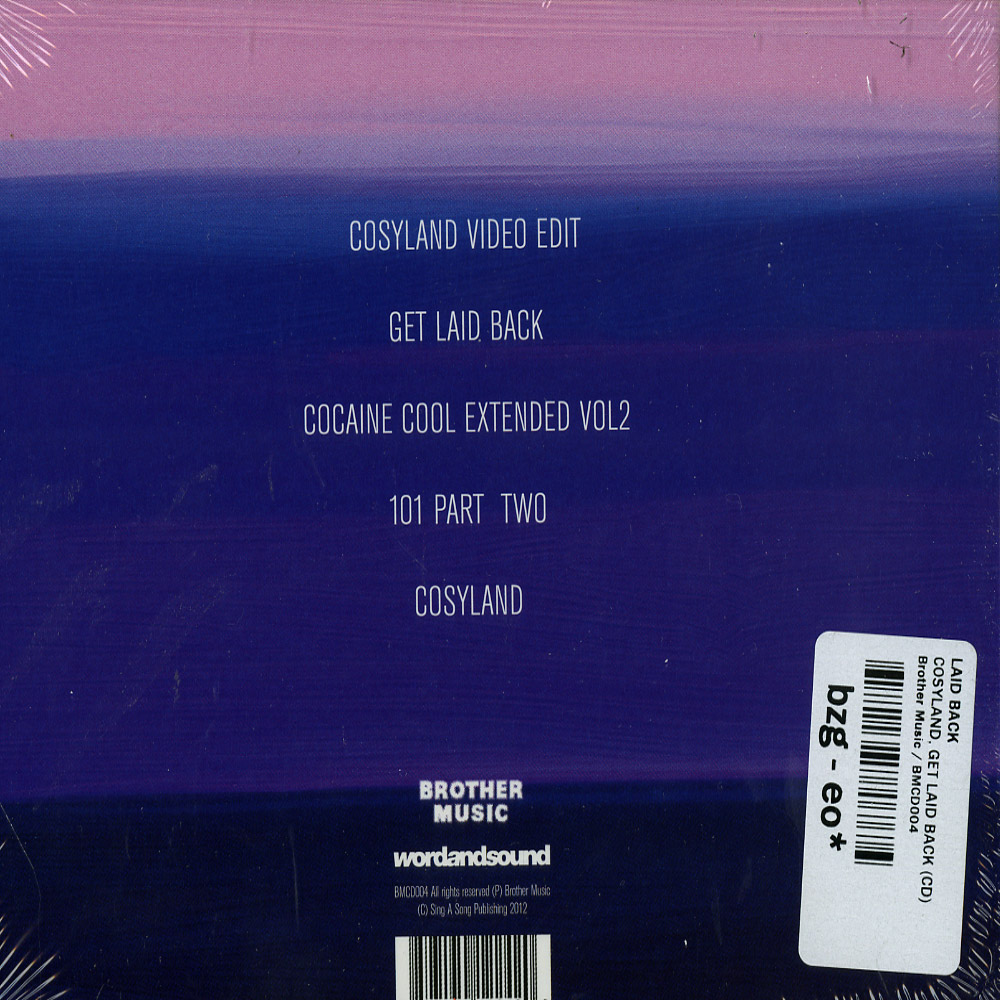 COSYLAND VIDEO EDIT
GET LAID BACK
COCAINE COOL EXTENDED VOL2
101 PART TWO
COSYLAND
BROTHER
MUSIC
wordandsound
BMCD004 All rights reserved (P) Brother Music
(C) Sing A Song Publishing 2012
LAID BACK
COSYLAND, GET LAID BACK (CD)
Brother Music / BMCD004
bzg - eo*